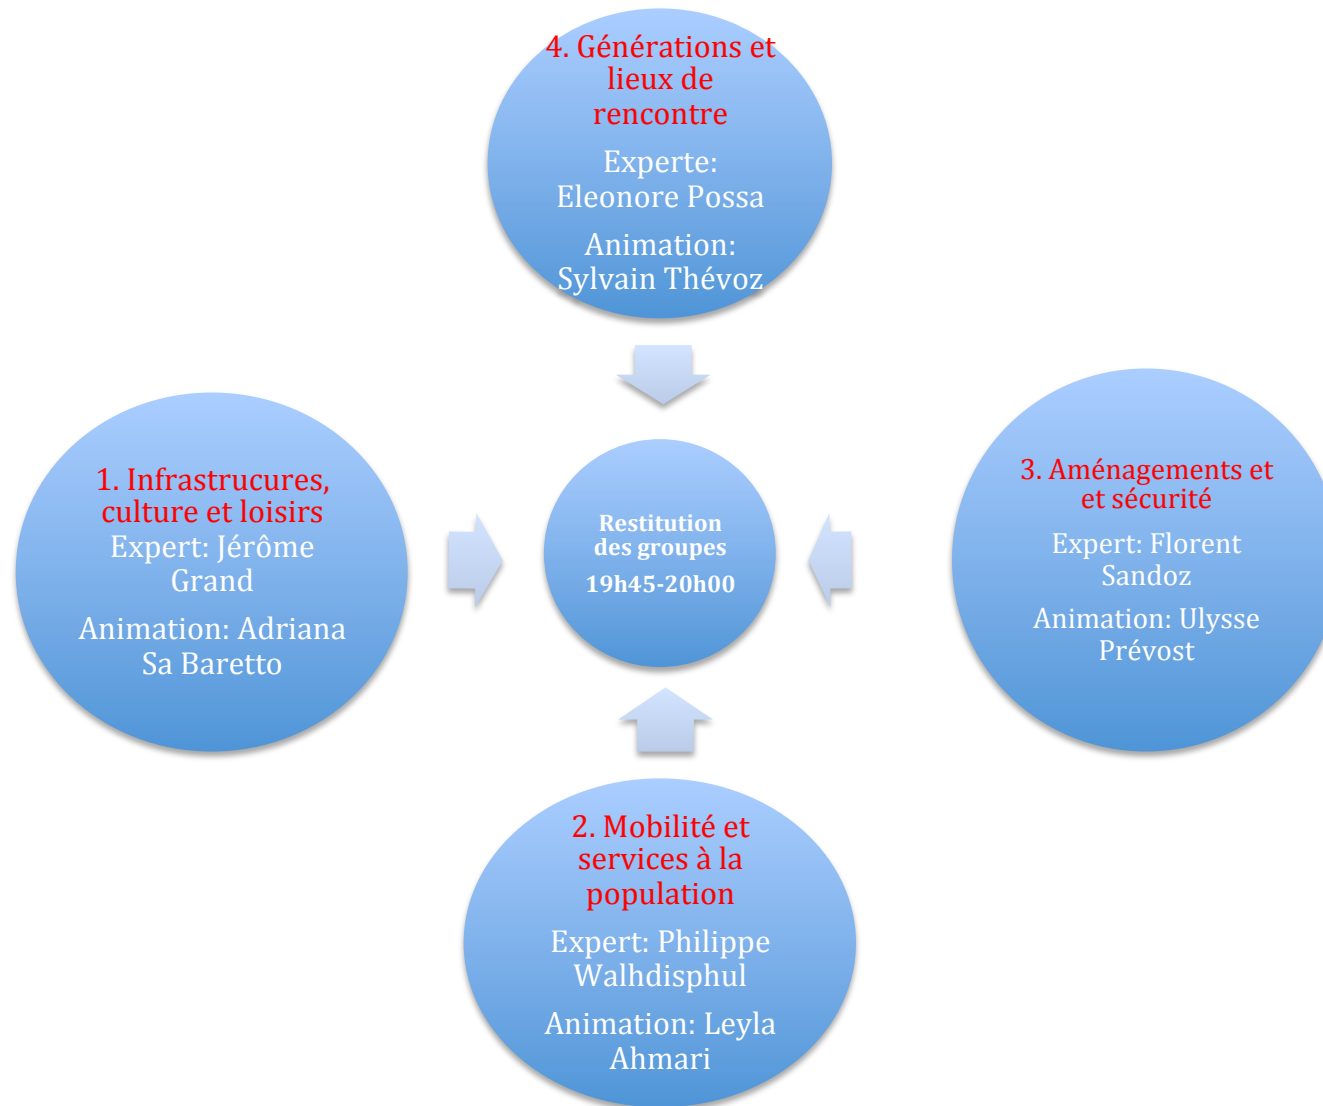 4. Générations et
lieux de
rencontre
Experte:
Eleonore Possa
Animation:
Sylvain Thévoz
1. Infrastrucures,
culture et loisirs
Expert: Jérôme
Grand
Animation: Adriana
Sa Baretto
Restitution
des groupes
19h45-20h00
3. Aménagements et
et sécurité
Expert: Florent
Sandoz
Animation: Ulysse
Prévost
2. Mobilité et
services à la
population
Expert: Philippe
Walhdisphul
Animation: Leyla
Ahmari